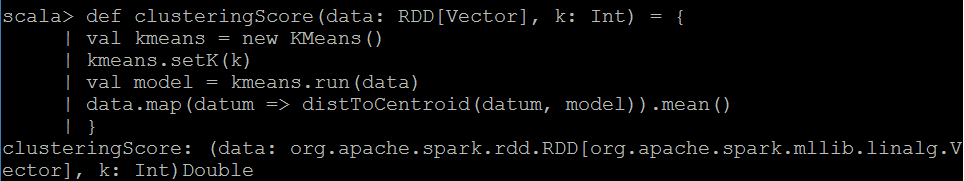 scala> def clusteringScore(data: RDD[Vector], k: Int) = {
| val kmeans = new KMeans()
| kmeans.setK(k)
| val model = kmeans.run(data)
| data.map(datum => distToCentroid(datum, model)).mean()
| }
clusteringScore: (data: org.apache.spark.rdd.RDD[org.apache.spark.mllib.linalg.V
ector], k: Int)Double